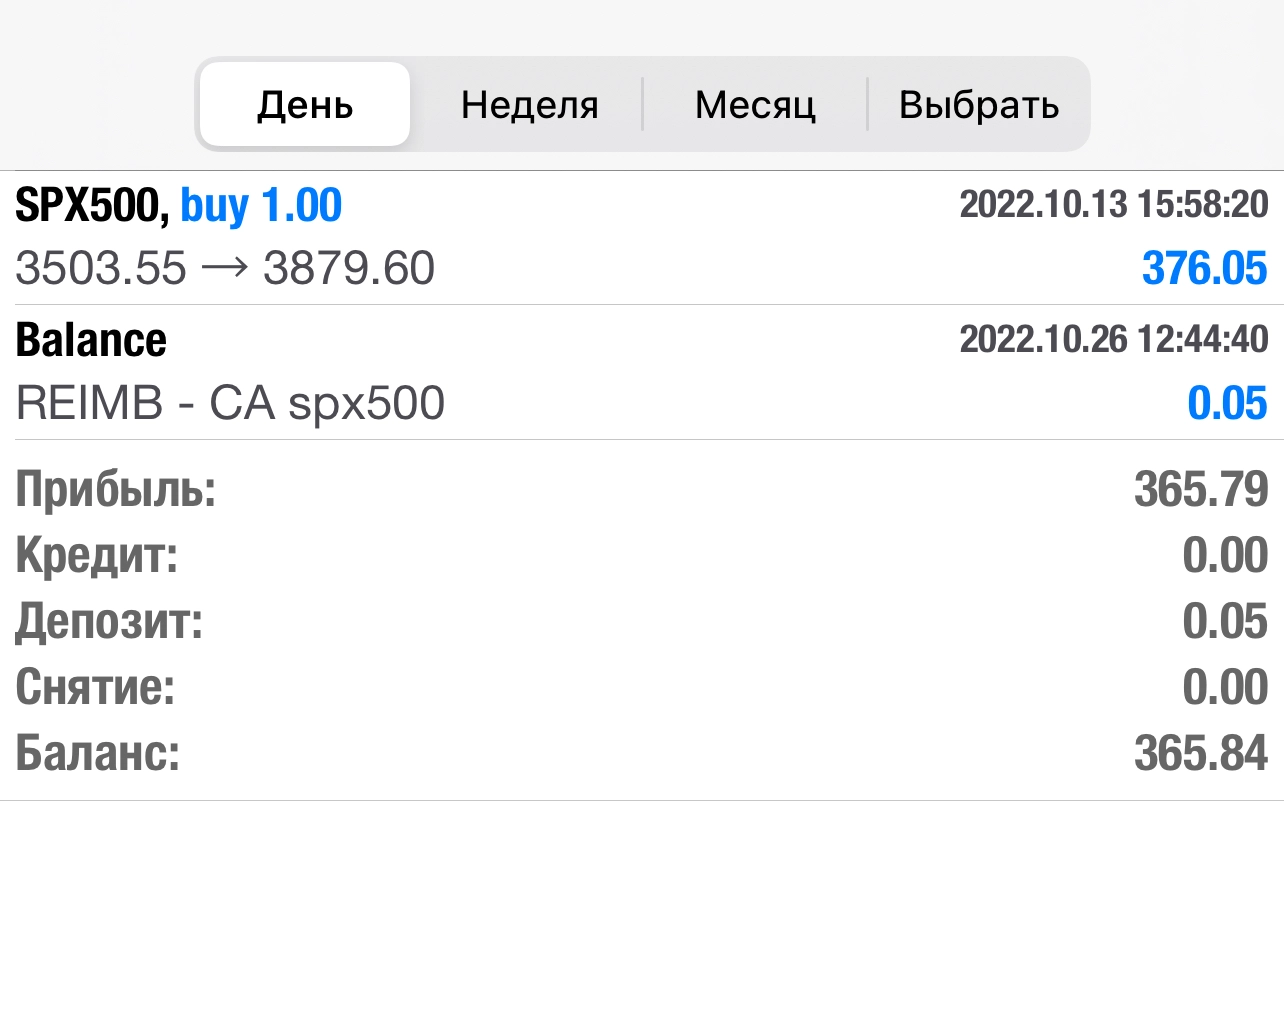 День Неделя Месяц Выбрать
SPX500, buy 1.00 2022.10.13 15:58:20
3503.55 → 3879.60 376.05
Balance 2022.10.26 12:44:40
REIMB - CA spx500 0.05
Прибыль: 365.79
Кредит: 0.00
Депозит: 0.05
Снятие: 0.00
Баланс: 365.84